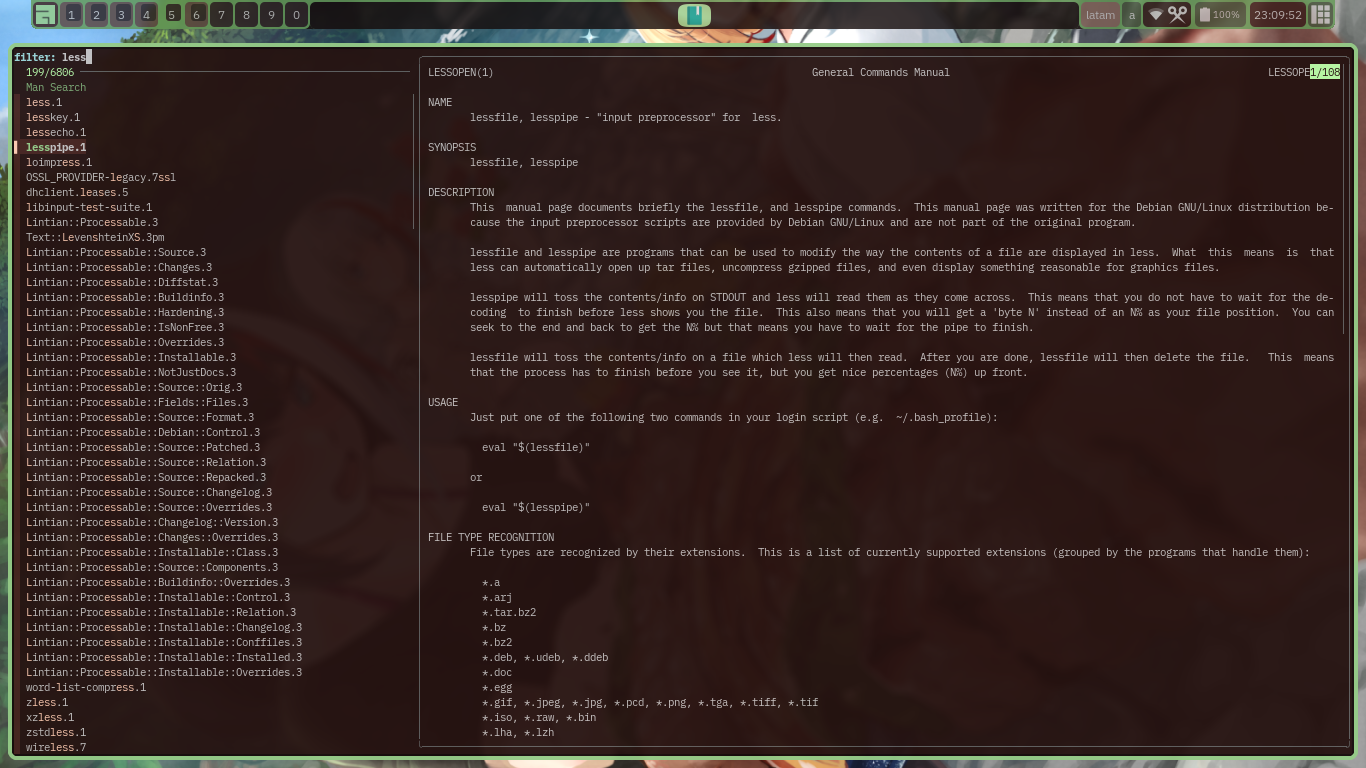 1 2 3 4 5 6 7 8 9 0 latam a 100% 23:09:52
filter: less
199/6806
Man Search
less.1
lesskey.1
lessecho.1
lesspipe.1
loimpress.1
OSSL_PROVIDER-legacy.7ssl
dhclient.leases.5
libinput-test-suite.1
Lintian::Processable.3
Text::LevenshteinXS.3pm
Lintian::Processable::Source.3
Lintian::Processable::Changes.3
Lintian::Processable::Diffstat.3
Lintian::Processable::Buildinfo.3
Lintian::Processable::Hardening.3
Lintian::Processable::IsNonFree.3
Lintian::Processable::Overrides.3
Lintian::Processable::Installable.3
Lintian::Processable::NotJustDocs.3
Lintian::Processable::Source::Orig.3
Lintian::Processable::Fields::Files.3
Lintian::Processable::Source::Format.3
Lintian::Processable::Debian::Control.3
Lintian::Processable::Source::Patched.3
Lintian::Processable::Source::Relation.3
Lintian::Processable::Source::Repacked.3
Lintian::Processable::Source::Changelog.3
Lintian::Processable::Source::Overrides.3
Lintian::Processable::Changelog::Version.3
Lintian::Processable::Changes::Overrides.3
Lintian::Processable::Installable::Class.3
Lintian::Processable::Source::Components.3
Lintian::Processable::Buildinfo::Overrides.3
Lintian::Processable::Installable::Control.3
Lintian::Processable::Installable::Relation.3
Lintian::Processable::Installable::Changelog.3
Lintian::Processable::Installable::Conffiles.3
Lintian::Processable::Installable::Installed.3
Lintian::Processable::Installable::Overrides.3
word-list-compress.1
zless.1
xzless.1
zstdless.1
wireless.7
LESSOPEN(1) General Commands Manual LESSOPE1/108
NAME
lessfile, lesspipe - "input preprocessor" for less.
SYNOPSIS
lessfile, lesspipe
DESCRIPTION
This manual page documents briefly the lessfile, and lesspipe commands. This manual page was written for the Debian GNU/Linux distribution be-
cause the input preprocessor scripts are provided by Debian GNU/Linux and are not part of the original program.
lessfile and lesspipe are programs that can be used to modify the way the contents of a file are displayed in less. What this means is that
less can automatically open up tar files, uncompress gzipped files, and even display something reasonable for graphics files.
lesspipe will toss the contents/info on STDOUT and less will read them as they come across. This means that you do not have to wait for the de-
coding to finish before less shows you the file. This also means that you will get a 'byte N' instead of an N% as your file position. You can
seek to the end and back to get the N% but that means you have to wait for the pipe to finish.
lessfile will toss the contents/info on a file which less will then read. After you are done, lessfile will then delete the file. This means
that the process has to finish before you see it, but you get nice percentages (N%) up front.
USAGE
Just put one of the following two commands in your login script (e.g. ~/.bash_profile):
eval "$(lessfile)"
or
eval "$(lesspipe)"
FILE TYPE RECOGNITION
File types are recognized by their extensions. This is a list of currently supported extensions (grouped by the programs that handle them):
*.a
*.arj
*.tar.bz2
*.bz
*.bz2
*.deb, *.udeb, *.ddeb
*.doc
*.egg
*.gif, *.jpeg, *.jpg, *.pcd, *.png, *.tga, *.tiff, *.tif
*.iso, *.raw, *.bin
*.lha, *.lzh